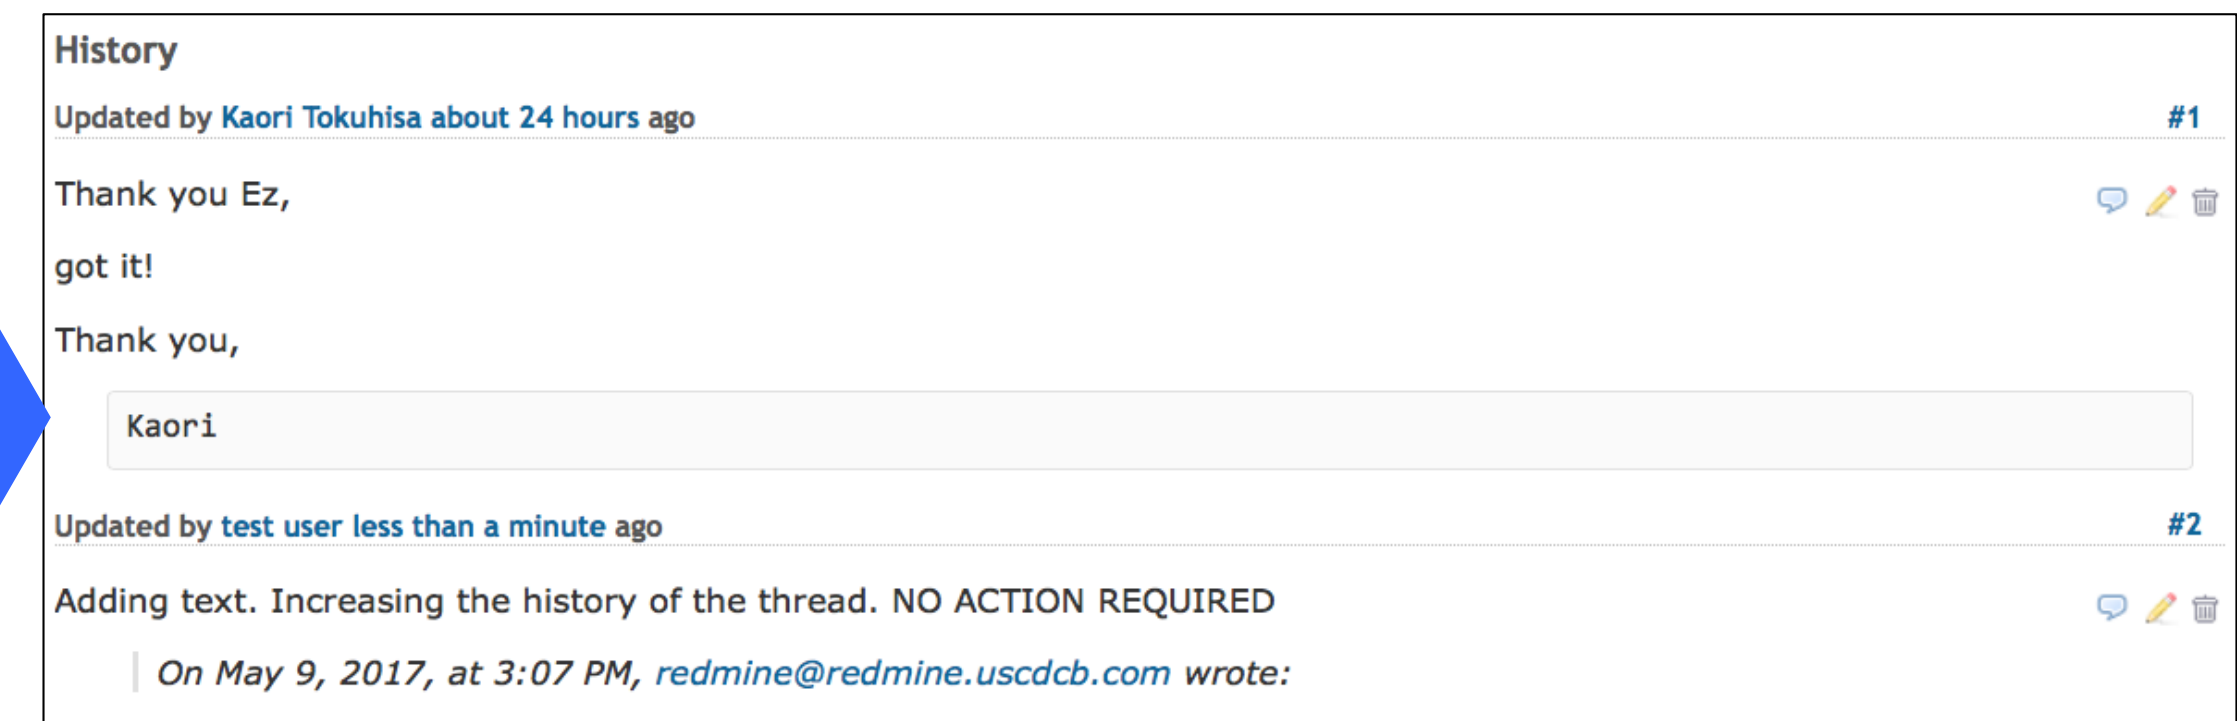 History
Updated by Kaori Tokuhisa about 24 hours ago #1
Thank you Ez,
got it!
Thank you,
Kaori
Updated by test user less than a minute ago #2
Adding text. Increasing the history of the thread. NO ACTION REQUIRED
On May 9, 2017, at 3:07 PM, redmine@redmine.uscdcb.com wrote: